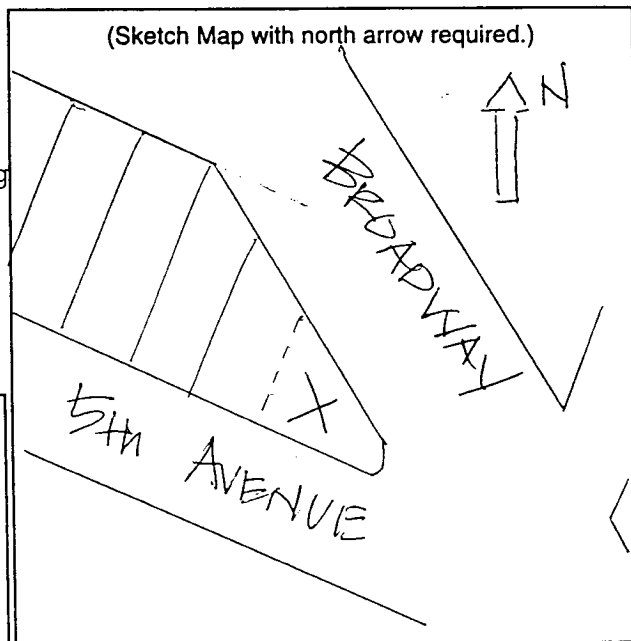 (Sketch Map with north arrow required.)
N
BROADWAY
g
X
5th AVENUE